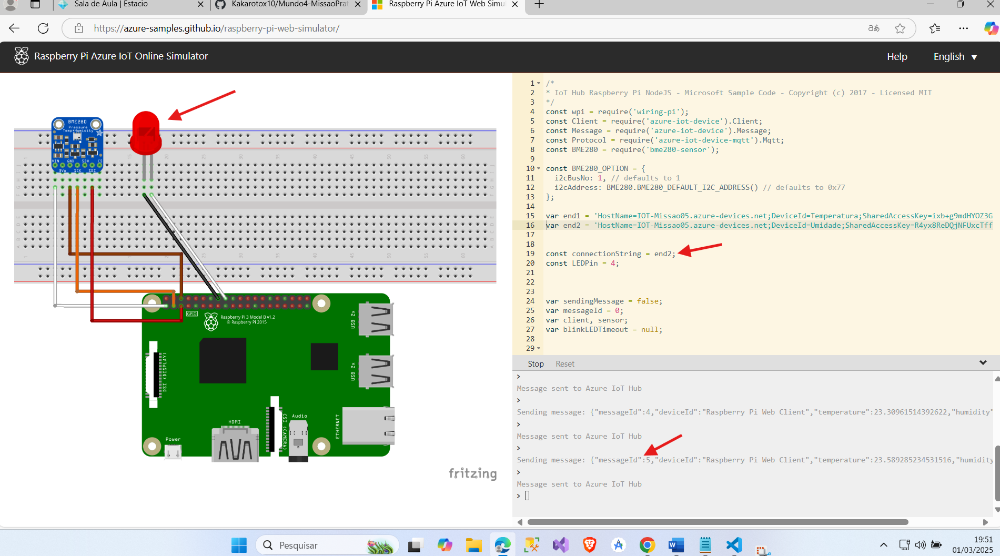 Sala de Aula | Estacio
Kakarotox10/Mundo4-MissaoPrat
Raspberry Pi Azure IoT Web Simul
https://azure-samples.github.io/raspberry-pi-web-simulator/
Raspberry Pi Azure IoT Online Simulator
Help
English
BME280
Pressure
Temp+Humidity
VIN GND SDO CS
3Vo SCK SDI
GPIO
Raspberry Pi 3 Model B v1.2
© Raspberry Pi 2015
USB 2x
USB 2x
DSI (DISPLAY)
HDMI
CSI (CAMERA)
Audio
ETHERNET
Power
fritzing
1 /*
2 * IoT Hub Raspberry Pi NodeJS - Microsoft Sample Code - Copyright (c) 2017 - Licensed MIT
3 */
4 const wpi = require('wiring-pi');
5 const Client = require('azure-iot-device').Client;
6 const Message = require('azure-iot-device').Message;
7 const Protocol = require('azure-iot-device-mqtt').Mqtt;
8 const BME280 = require('bme280-sensor');
9
10 const BME280_OPTION = {
11 i2cBusNo: 1, // defaults to 1
12 i2cAddress: BME280.BME280_DEFAULT_I2C_ADDRESS() // defaults to 0x77
13 };
14
15 var end1 = 'HostName=IOT-Missao05.azure-devices.net;DeviceId=Temperatura;SharedAccessKey=ixb+g9mdHYOZ3G
16 var end2 = 'HostName=IOT-Missao05.azure-devices.net;DeviceId=Umidade;SharedAccessKey=R4yx8ReDQjNFUxcTff
17
18
19 const connectionString = end2;
20 const LEDPin = 4;
21
22
23
24 var sendingMessage = false;
25 var messageId = 0;
26 var client, sensor;
27 var blinkLEDTimeout = null;
28
29
Stop Reset
>
Message sent to Azure IoT Hub
>
Sending message: {"messageId":4,"deviceId":"Raspberry Pi Web Client","temperature":23.30961514392622,"humidity"
>
Message sent to Azure IoT Hub
>
Sending message: {"messageId":5,"deviceId":"Raspberry Pi Web Client","temperature":23.589285234531516,"humidity
>
Message sent to Azure IoT Hub
>
Pesquisar
19:51
01/03/2025